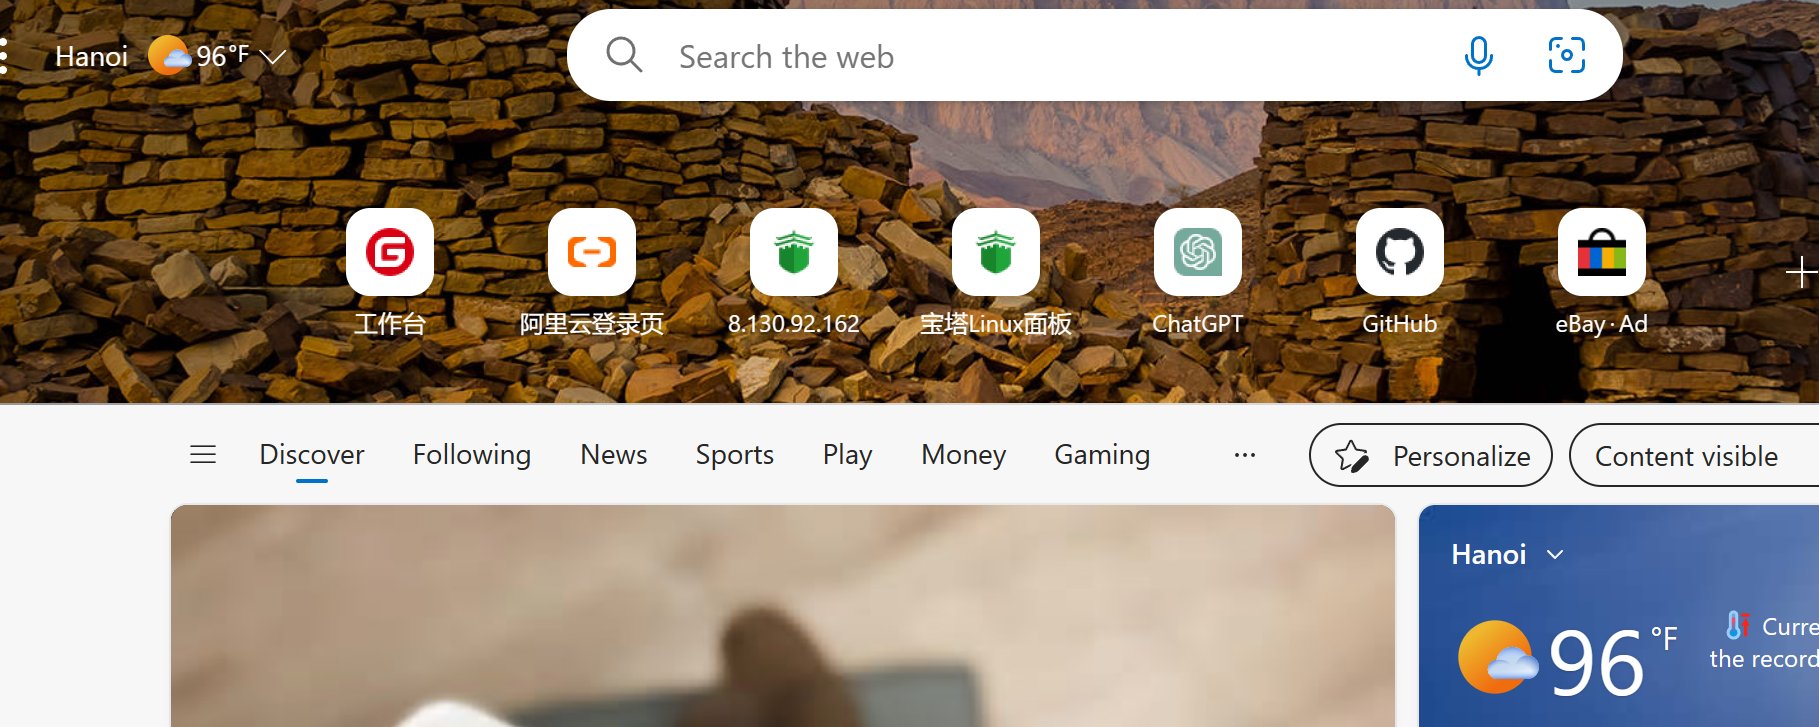 Hanoi 96°F
Search the web
工作台
阿里云登录页
8.130.92.162
宝塔Linux面板
ChatGPT
GitHub
eBay · Ad
Discover Following News Sports Play Money Gaming ... Personalize Content visible
Hanoi
96 °F
Curre
the record